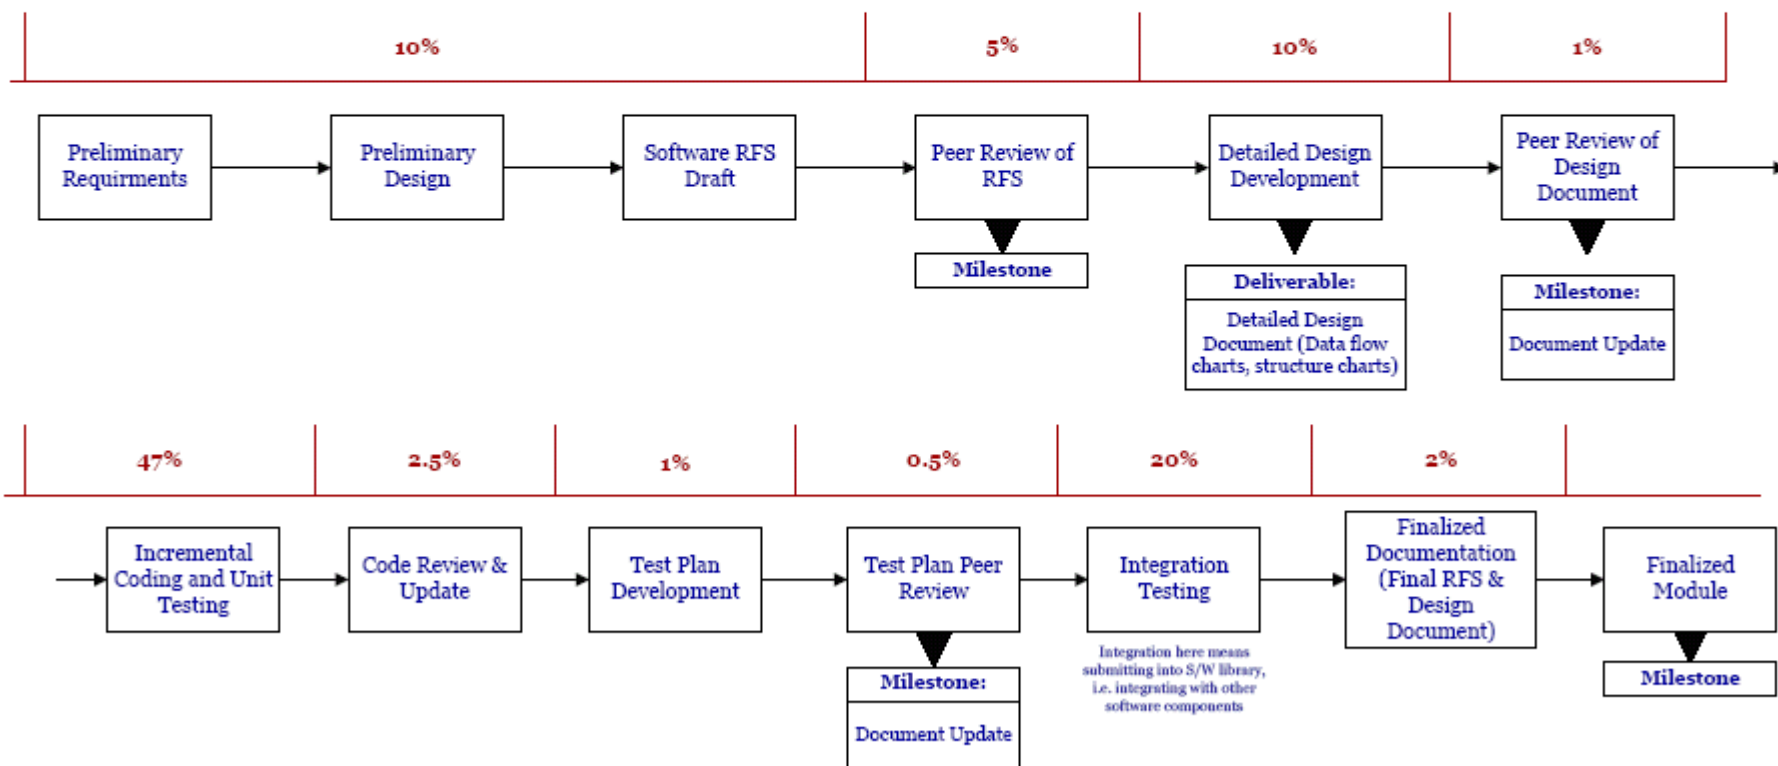 10%
5%
10%
1%
Preliminary
Requirments
Preliminary
Design
Software RFS
Draft
Peer Review of
RFS
Detailed Design
Development
Peer Review of
Design
Document
Milestone
Deliverable:
Detailed Design
Document (Data flow
charts, structure charts)
Milestone:
Document Update
47%
2.5%
1%
0.5%
20%
2%
Incremental
Coding and Unit
Testing
Code Review &
Update
Test Plan
Development
Test Plan Peer
Review
Integration
Testing
Finalized
Documentation
(Final RFS &
Design
Document)
Finalized
Module
Milestone:
Document Update
Integration here means
submitting into S/W library,
i.e. integrating with other
software components
Milestone